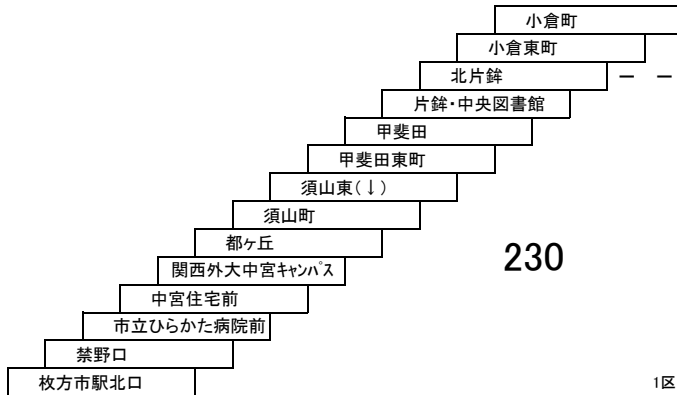 小倉町
小倉東町
北片鉾
片鉾・中央図書館
甲斐田
甲斐田東町
須山東(↓)
須山町
都ヶ丘
230
関西外大中宮キャンパス
中宮住宅前
市立ひらかた病院前
禁野口
枚方市駅北口
1区